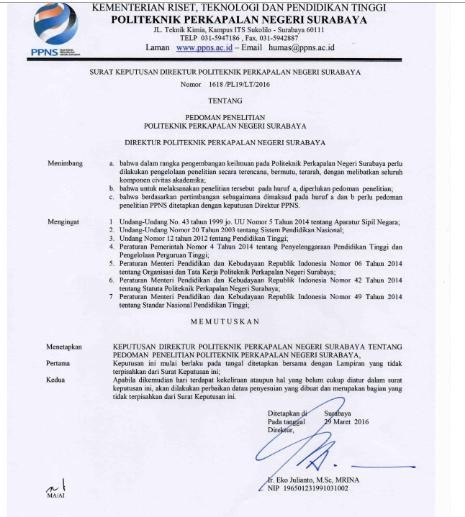 KEMENTERIAN RISET, TEKNOLOGI DAN PENDIDIKAN TINGGI
POLITEKNIK PERKAPALAN NEGERI SURABAYA
JL. Teknik Kimia, Kampus ITS Sukolilo - Surabaya 60111
TELP 031-5947186 , Fax. 031-5942887
Laman www.ppns.ac.id – Email humas@ppns.ac.id
PPNS
SURAT KEPUTUSAN DIREKTUR POLITEKNIK PERKAPALAN NEGERI SURABAYA
Nomor 1618 /PL19/LT/2016
TENTANG
PEDOMAN PENELITIAN
POLITEKNIK PERKAPALAN NEGERI SURABAYA
DIREKTUR POLITEKNIK PERKAPALAN NEGERI SURABAYA
Menimbang a. bahwa dalam rangka pengembangan keilmuan pada Politeknik Perkapalan Negeri Surabaya perlu
dilakukan pengelolaan penelitian secara terencana, bermutu, terarah, dengan melibatkan seluruh
komponen civitas akademika;
b. bahwa untuk melaksanakan penelitian tersebut pada huruf a, diperlukan pedoman penelitian;
c. bahwa berdasarkan pertimbangan sebagaimana dimaksud pada huruf a dan b perlu pedoman
penelitian PPNS ditetapkan dengan keputusan Direktur PPNS.
Mengingat 1 Undang-Undang No. 43 tahun 1999 jo. UU Nomor 5 Tahun 2014 tentang Aparatur Sipil Negara;
2. Undang-Undang Nomor 20 Tahun 2003 tentang Sistem Pendidikan Nasional;
3. Undang Nomor 12 tahun 2012 tentang Pendidikan Tinggi;
4. Peraturan Pemerintah Nomor 4 Tahun 2014 tentang Penyelenggaraan Pendidikan Tinggi dan
Pengelolaan Perguruan Tinggi;
5. Peraturan Menteri Pendidikan dan Kebudayaan Republik Indonesia Nomor 06 Tahun 2014
tentang Organisasi dan Tata Kerja Politeknik Perkapalan Negeri Surabaya;
6. Peraturan Menteri Pendidikan dan Kebudayaan Republik Indonesia Nomor 42 Tahun 2014
tentang Statuta Politeknik Perkapalan Negeri Surabaya;
7 Peraturan Menteri Pendidikan dan Kebudayaan Republik Indonesia Nomor 49 Tahun 2014
tentang Standar Nasional Pendidikan Tinggi;
M E M U T U S K A N
Menetapkan KEPUTUSAN DIREKTUR POLITEKNIK PERKAPALAN NEGERI SURABAYA TENTANG
PEDOMAN PENELITIAN POLITEKNIK PERKAPALAN NEGERI SURABAYA,
Pertama Keputusan ini mulai berlaku pada tangal ditetapkan bersama dengan Lampiran yang tidak
terpisahkan dari Surat Keputusan ini;
Kedua Apabila dikemudian hari terdapat kekeliruan ataupun hal yang belum cukup diatur dalam surat
keputusan ini, akan dilakukan perbaikan dalam penyesuaian yang dibuat dan merupakan bagian yang
tidak terpisahkan dari Surat Keputusan ini.
Ditetapkan di Surabaya
Pada tanggal 29 Maret 2016
Direktur,
Ir. Eko Julianto, M.Sc, MRINA
NIP 196501231991031002
MA/AI